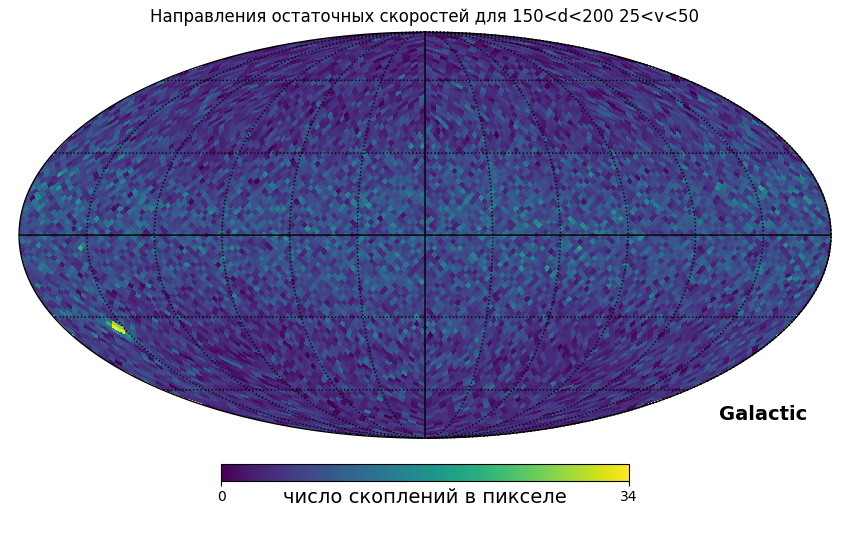 Направления остаточных скоростей для 150<d<200 25<v<50
Galactic
0
34
число скоплений в пикселе